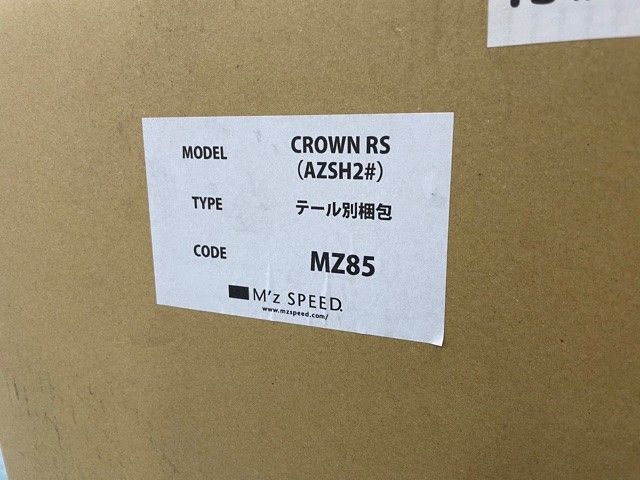 MODEL CROWN RS
(AZSH2#)
TYPE テール別梱包
CODE MZ85
M'z SPEED.
www.mzspeed.com/